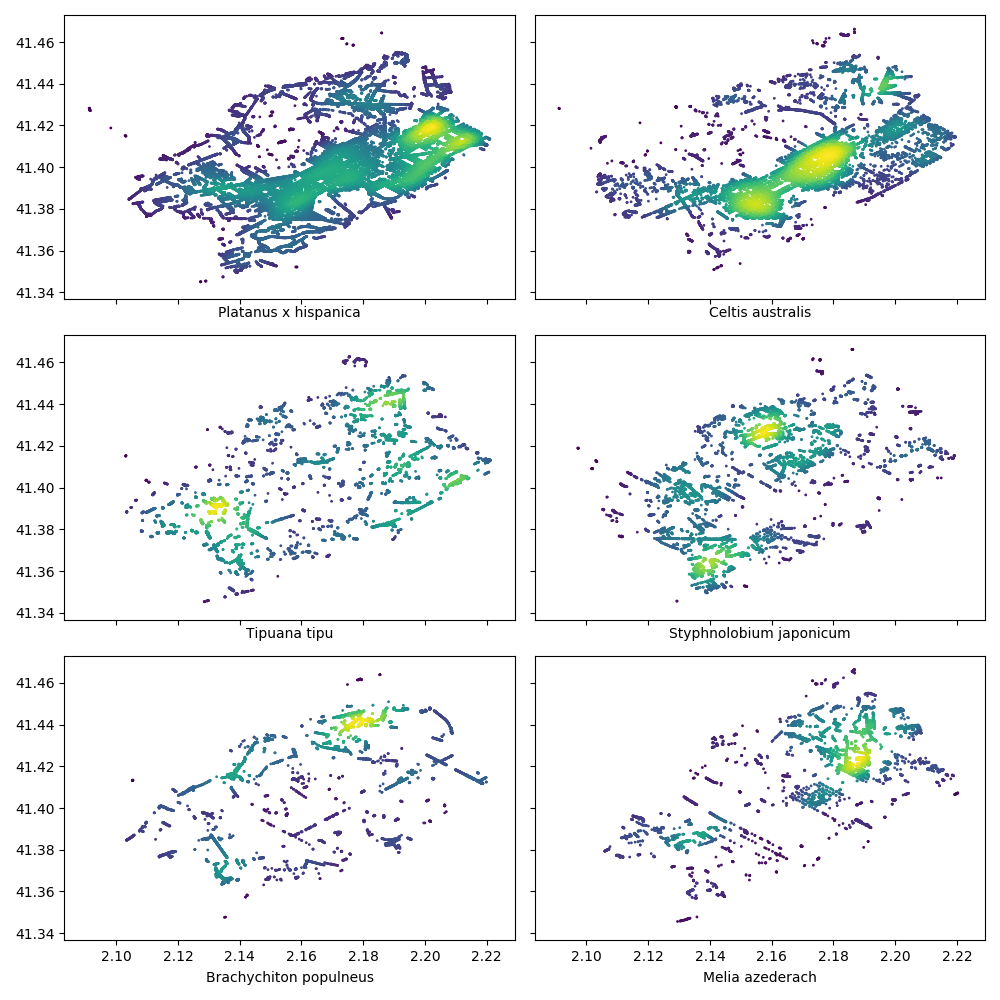 41.46
41.44
41.42
41.40
41.38
41.36
41.34
Platanus x hispanica
Celtis australis
41.46
41.44
41.42
41.40
41.38
41.36
41.34
Tipuana tipu
Styphnolobium japonicum
41.46
41.44
41.42
41.40
41.38
41.36
41.34
2.10 2.12 2.14 2.16 2.18 2.20 2.22
Brachychiton populneus
2.10 2.12 2.14 2.16 2.18 2.20 2.22
Melia azederach